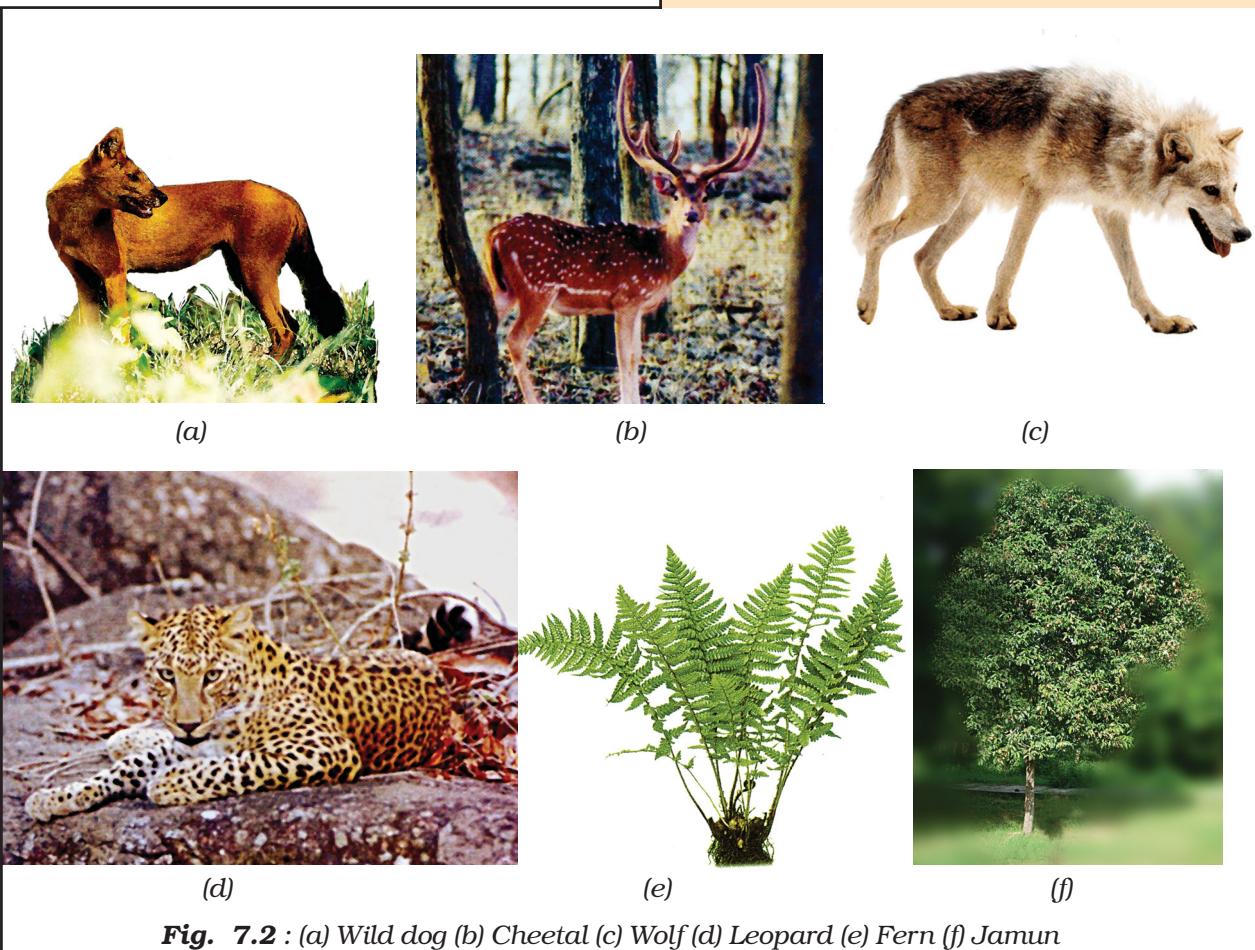 (a)
(b)
(c)
(d)
(e)
(f)
Fig. 7.2 : (a) Wild dog (b) Cheetal (c) Wolf (d) Leopard (e) Fern (f) Jamun